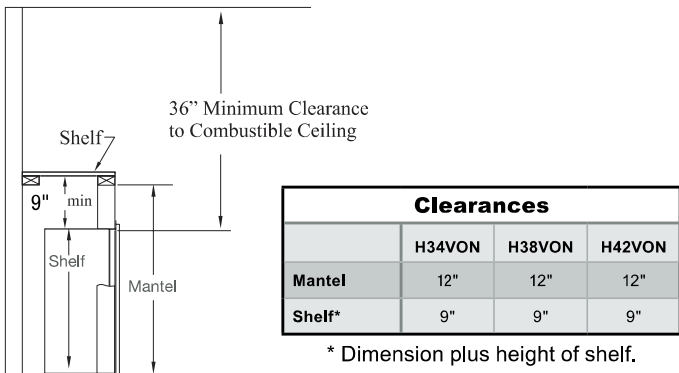 36” Minimum Clearance
to Combustible Ceiling
Shelf
9" min
Shelf
Mantel
Clearances
H34VON H38VON H42VON
Mantel 12" 12" 12"
Shelf* 9" 9" 9"
* Dimension plus height of shelf.